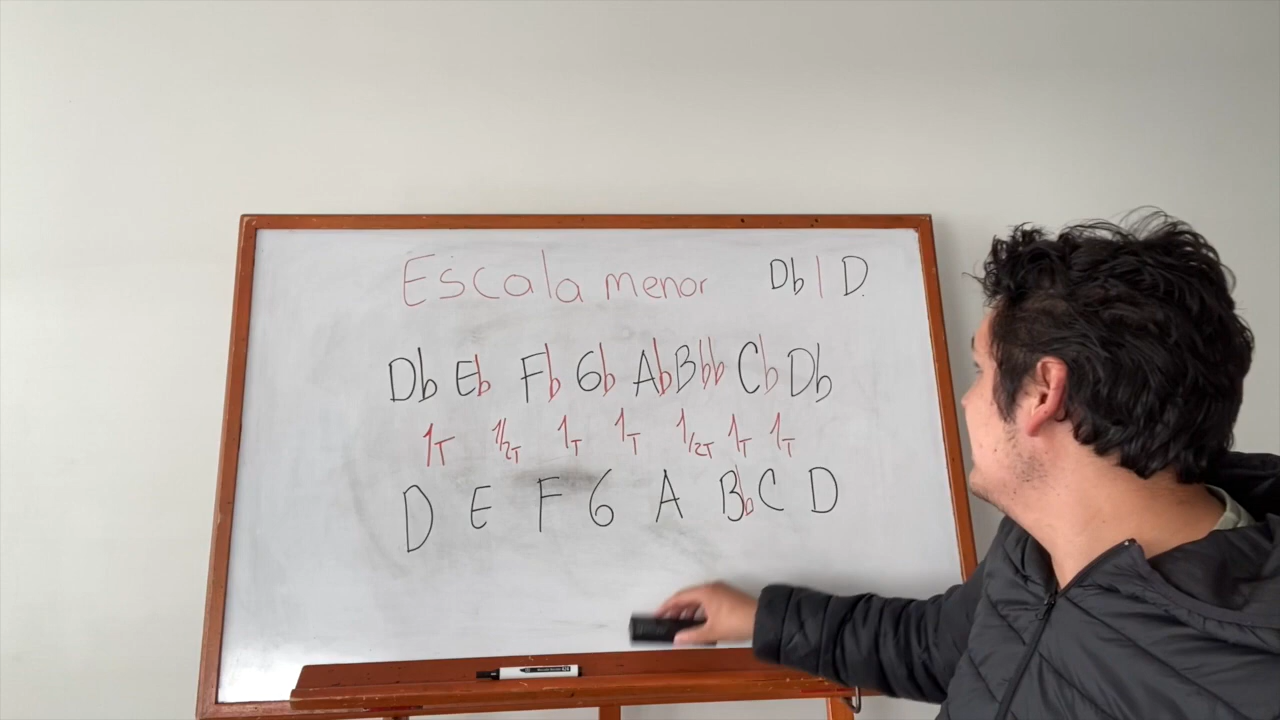 Escala menor Db | D.
Db Eb Fb Gb Ab Bbb Cb Db
1T 1/2T 1T 1T 1/2T 1T 1T
D E F G A Bb C D